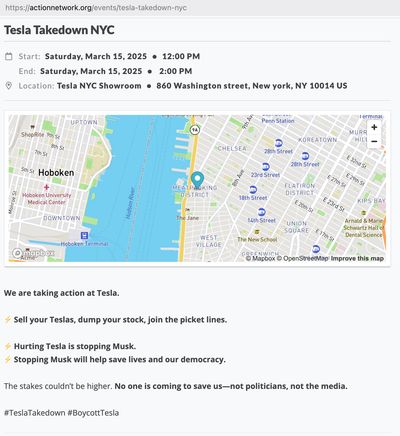 https://actionnetwork.org/events/tesla-takedown-nyc
Tesla Takedown NYC
Start: Saturday, March 15, 2025 • 12:00 PM
End: Saturday, March 15, 2025 • 2:00 PM
Location: Tesla NYC Showroom • 860 Washington street, New york, NY 10014 US
UPTOWN
Penn Station
9A
KOREATOWN
MURRAY
HILL
ShopRite
CHELSEA
28th Street
28th Street
Hoboken
23rd Street
E 32nd St
Hoboken University
Medical Center
Hudson River
MEATPACKING
DISTRICT
18th Street
FLATIRON
DISTRICT
KIPS BAY
DOWNTOWN
The Jane
14th Street
UNION
SQUARE
Arnold & Marie
Schwartz Hall of
Dental Science
Hoboken Terminal
WEST
VILLAGE
The New School
GREENWICH
mapbox
© Mapbox © OpenStreetMap Improve this map
We are taking action at Tesla.
⚡ Sell your Teslas, dump your stock, join the picket lines.
⚡ Hurting Tesla is stopping Musk.
⚡ Stopping Musk will help save lives and our democracy.
The stakes couldn't be higher. No one is coming to save us—not politicians, not the media.
#TeslaTakedown #BoycottTesla